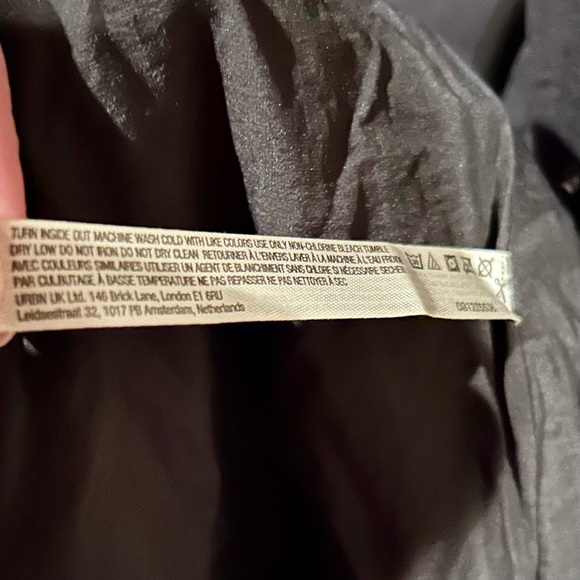 TURN INSIDE OUT MACHINE WASH COLD WITH LIKE COLORS USE ONLY NON-CHLORINE BLEACH TUMBLE
DRY LOW DO NOT IRON DO NOT DRY CLEAN RETOURNER À L'ENVERS LAVER À LA MACHINE À L'EAU FROIDE
AVEC COULEURS SIMILAIRES UTILISER UN AGENT DE BLANCHIMENT SANS CHLORE SI NÉCESSAIRE SECHER
PAR CULBUTAGE À BASSE TEMPERATURE NE PAS REPASSER NE PAS NETTOYER À SEC
URBN UK Ltd. 146 Brick Lane, London E1 6RU
Leidsestraat 32, 1017 PB Amsterdam, Netherlands